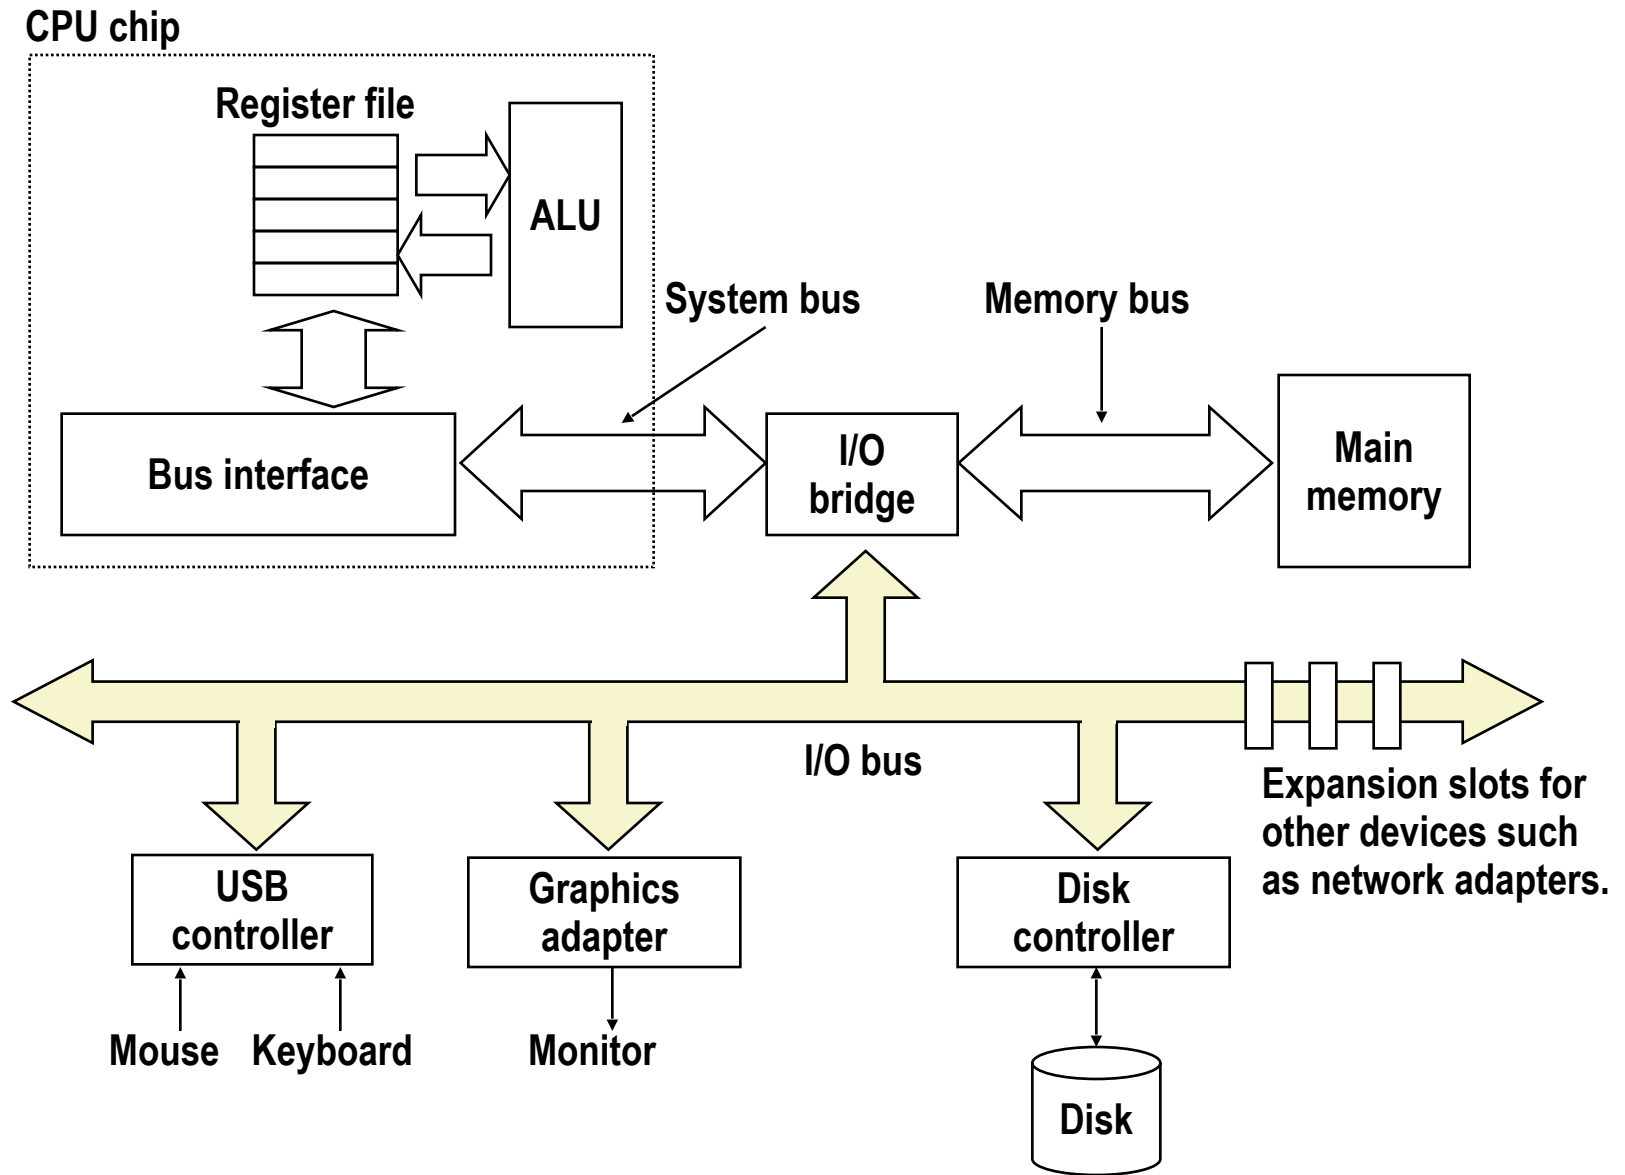 CPU chip
Register file
ALU
System bus
Memory bus
Bus interface
I/O
bridge
Main
memory
I/O bus
Expansion slots for
other devices such
as network adapters.
USB
controller
Graphics
adapter
Disk
controller
Mouse
Keyboard
Monitor
Disk